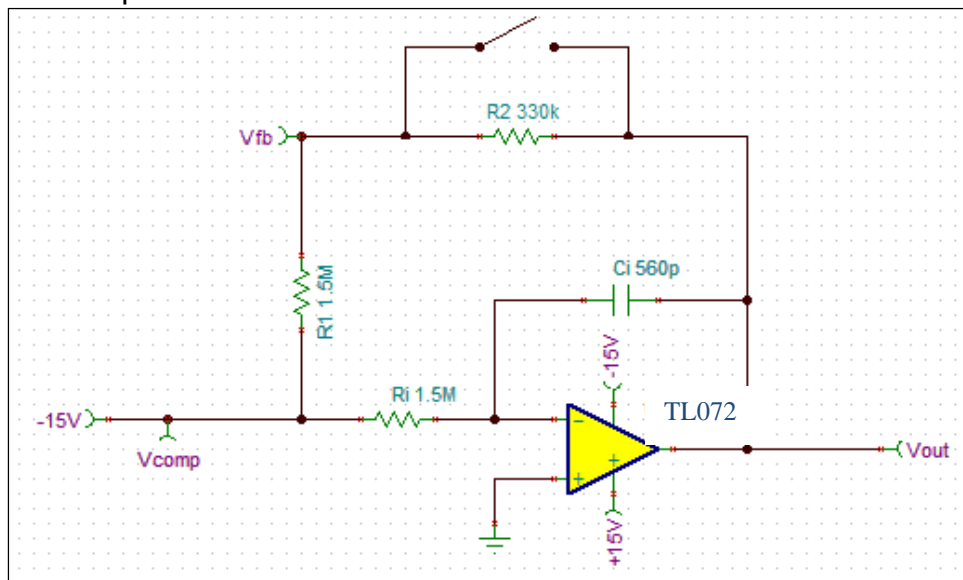 R2 330k
Vfb
R1 1.5M
Ci 560p
-15V
TL072
Ri 1.5M
-15V
Vcomp
Vout
+15V